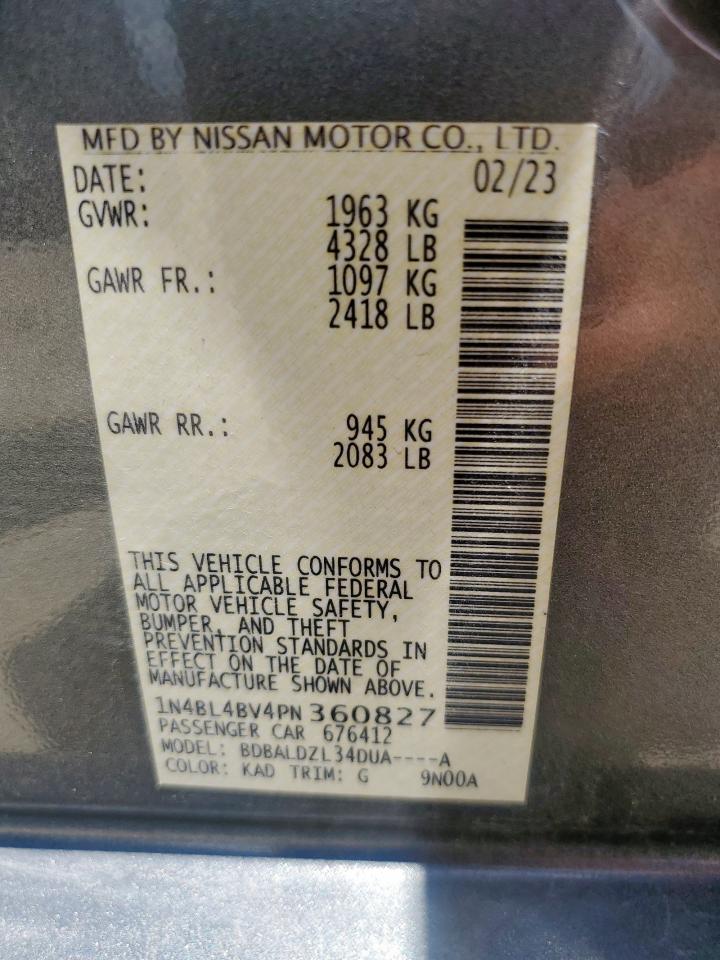 MFD BY NISSAN MOTOR CO., LTD.
DATE: 02/23
GVWR: 1963 KG
4328 LB
GAWR FR.: 1097 KG
2418 LB
GAWR RR.: 945 KG
2083 LB
THIS VEHICLE CONFORMS TO
ALL APPLICABLE FEDERAL
MOTOR VEHICLE SAFETY,
BUMPER, AND THEFT
PREVENTION STANDARDS IN
EFFECT ON THE DATE OF
MANUFACTURE SHOWN ABOVE.
1N4BL4BV4PN360827
PASSENGER CAR 676412
MODEL: BDBALDZL34DUA----A
COLOR: KAD TRIM: G 9N00A